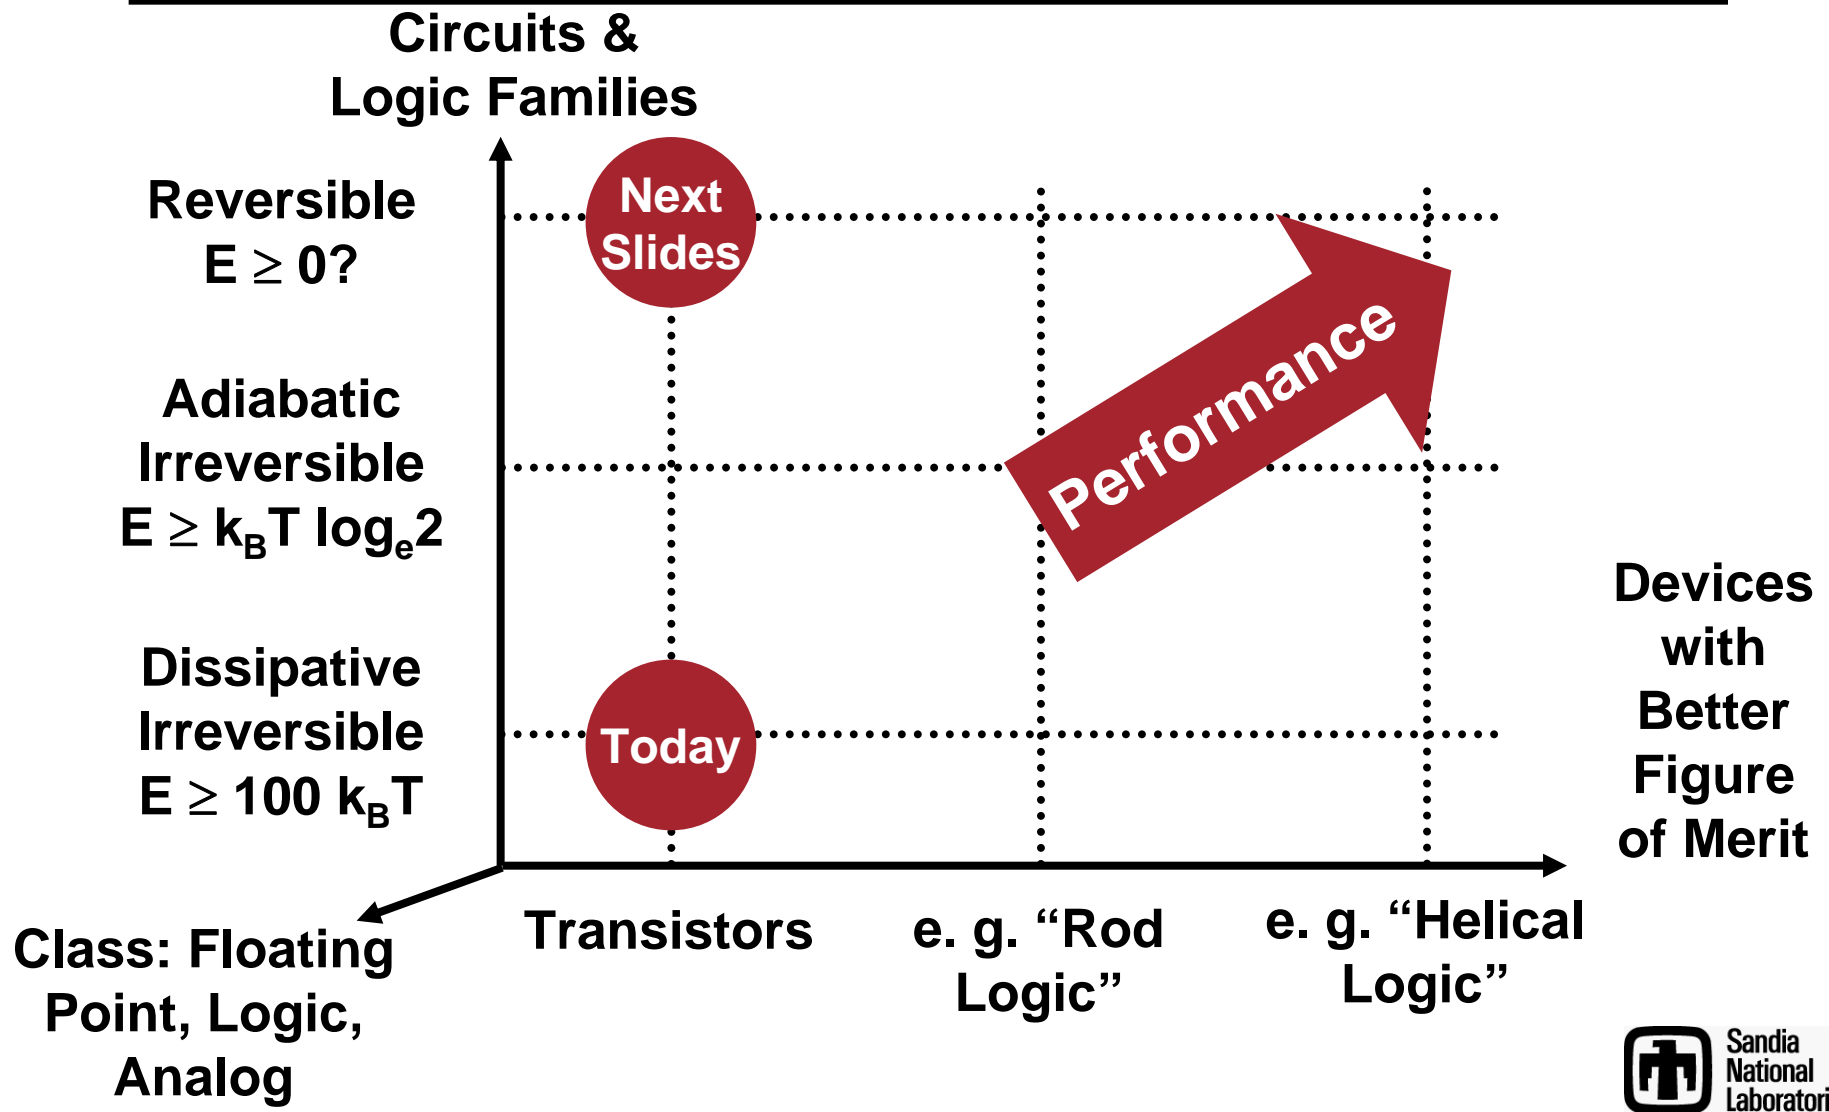 Circuits &
Logic Families
Reversible
E ≥ 0?
Next
Slides
Performance
Adiabatic
Irreversible
E ≥ kBT loge2
Dissipative
Irreversible
E ≥ 100 kBT
Today
Devices
with
Better
Figure
of Merit
Class: Floating
Point, Logic,
Analog
Transistors
e. g. “Rod
Logic”
e. g. “Helical
Logic”
Sandia
National
Laboratori